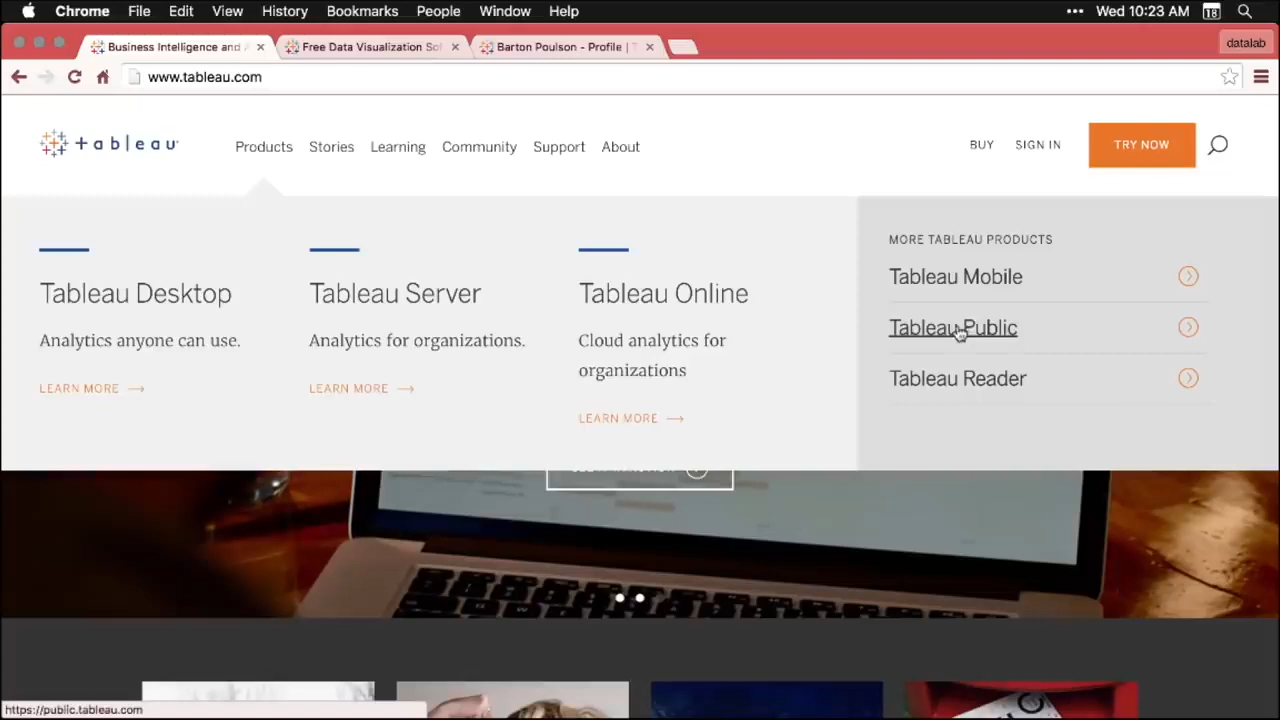 Chrome File Edit View History Bookmarks People Window Help
Wed 10:23 AM 18
Business Intelligence and A
Free Data Visualization Sof
Barton Poulson - Profile | T
datalab
www.tableau.com
tableau
Products Stories Learning Community Support About
BUY SIGN IN TRY NOW
MORE TABLEAU PRODUCTS
Tableau Mobile
Tableau Public
Tableau Reader
Tableau Desktop
Analytics anyone can use.
LEARN MORE
Tableau Server
Analytics for organizations.
LEARN MORE
Tableau Online
Cloud analytics for
organizations
LEARN MORE
https://public.tableau.com